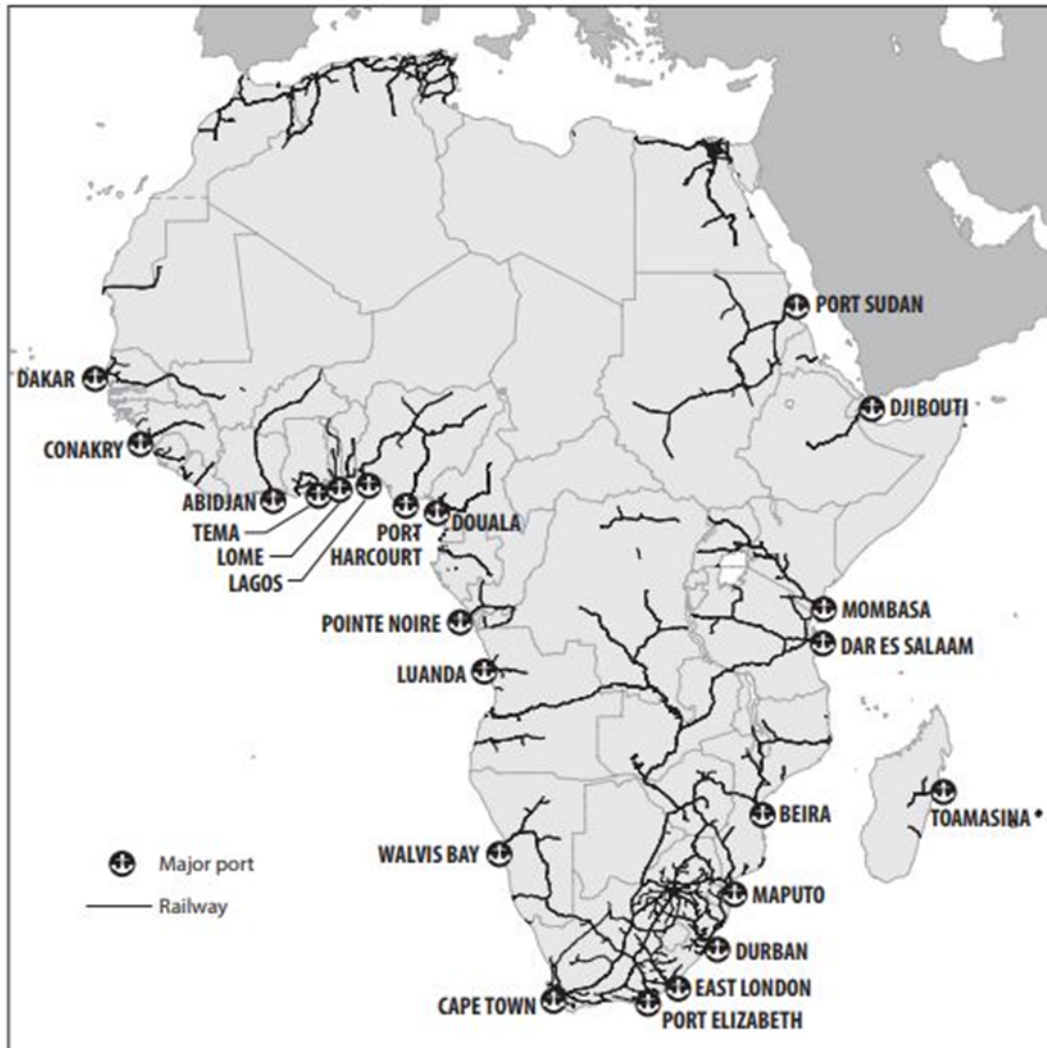 PORT SUDAN
DAKAR
DJIBOUTI
CONAKRY
ABIDJAN
TEMA
LOME
LAGOS
PORT
HARCOURT
DOUALA
POINTE NOIRE
MOMBASA
DAR ES SALAAM
LUANDA
BEIRA
TOAMASINA
WALVIS BAY
Major port
Railway
MAPUTO
DURBAN
EAST LONDON
CAPE TOWN
PORT ELIZABETH